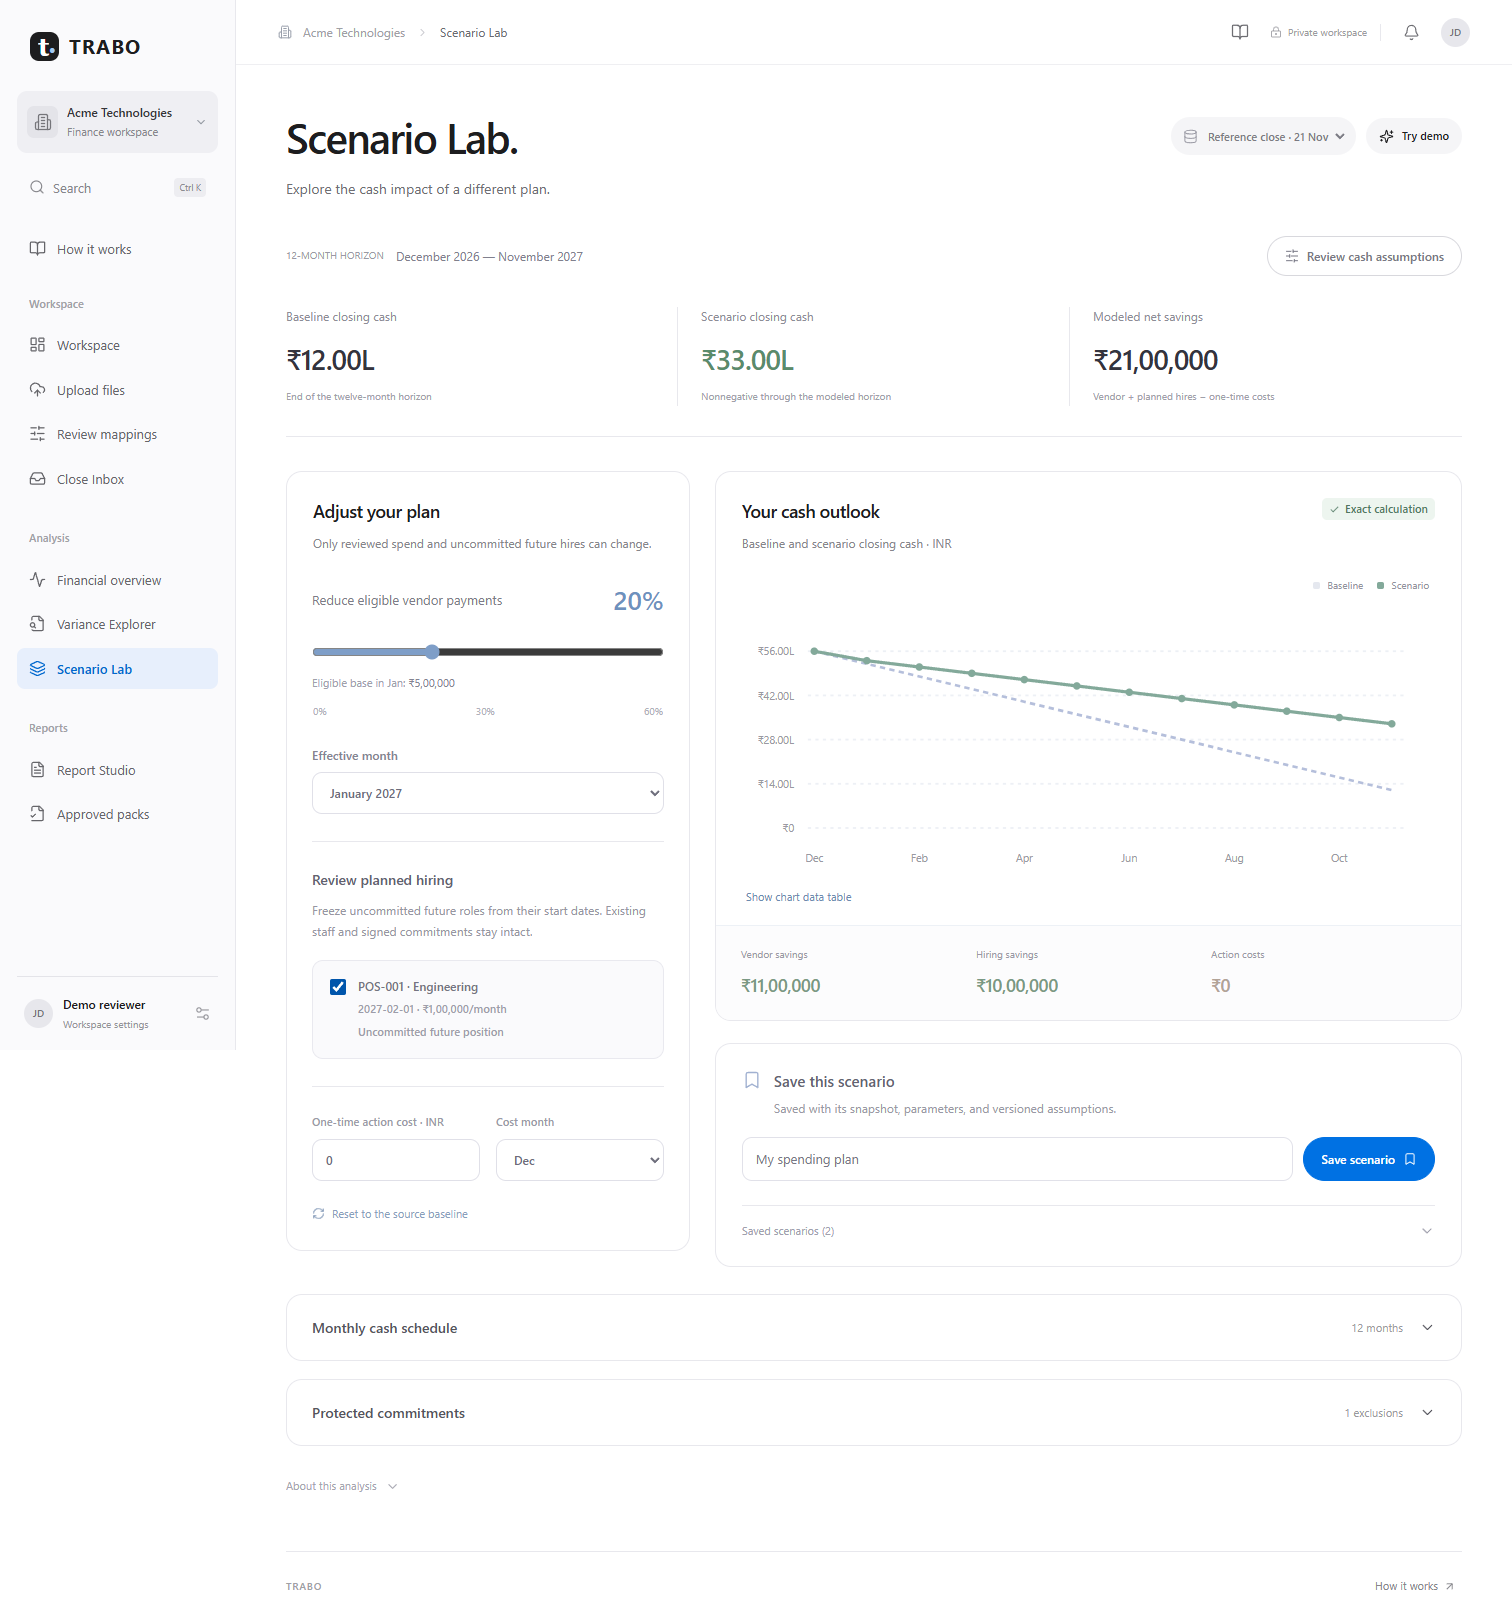 t.
TRABO
Acme Technologies
Finance workspace
Search
Ctrl K
How it works
Workspace
Workspace
Upload files
Review mappings
Close Inbox
Analysis
Financial overview
Variance Explorer
Scenario Lab
Reports
Report Studio
Approved packs
JD
Demo reviewer
Workspace settings
Acme Technologies
Scenario Lab
Private workspace
JD
Scenario Lab.
Explore the cash impact of a different plan.
Reference close · 21 Nov
Try demo
12-MONTH HORIZON
December 2026 — November 2027
Review cash assumptions
Baseline closing cash
₹12.00L
End of the twelve-month horizon
Scenario closing cash
₹33.00L
Nonnegative through the modeled horizon
Modeled net savings
₹21,00,000
Vendor + planned hires − one-time costs
Adjust your plan
Only reviewed spend and uncommitted future hires can change.
Reduce eligible vendor payments
20%
Eligible base in Jan: ₹5,00,000
0%
30%
60%
Effective month
January 2027
Review planned hiring
Freeze uncommitted future roles from their start dates. Existing
staff and signed commitments stay intact.
POS-001 · Engineering
2027-02-01 · ₹1,00,000/month
Uncommitted future position
One-time action cost · INR
0
Cost month
Dec
Reset to the source baseline
Your cash outlook
Exact calculation
Baseline and scenario closing cash · INR
Baseline
Scenario
₹56.00L
₹42.00L
₹28.00L
₹14.00L
₹0
Dec
Feb
Apr
Jun
Aug
Oct
Show chart data table
Vendor savings
₹11,00,000
Hiring savings
₹10,00,000
Action costs
₹0
Save this scenario
Saved with its snapshot, parameters, and versioned assumptions.
My spending plan
Save scenario
Saved scenarios (2)
Monthly cash schedule
12 months
Protected commitments
1 exclusions
About this analysis
TRABO
How it works